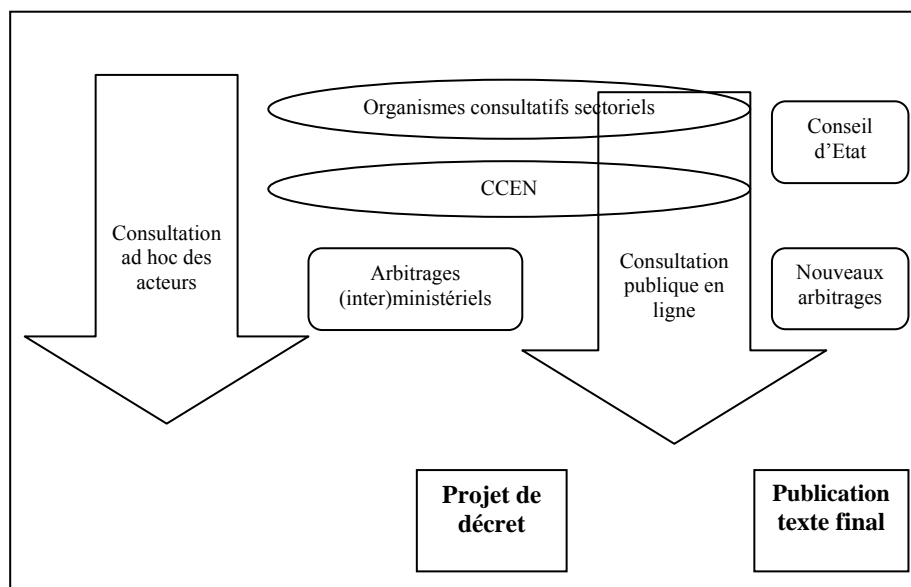 Organismes consultatifs sectoriels
Conseil
d’Etat
CCEN
Consultation
ad hoc des
acteurs
Arbitrages
(inter)ministériels
Consultation
publique en
ligne
Nouveaux
arbitrages
Projet de
décret
Publication
texte final